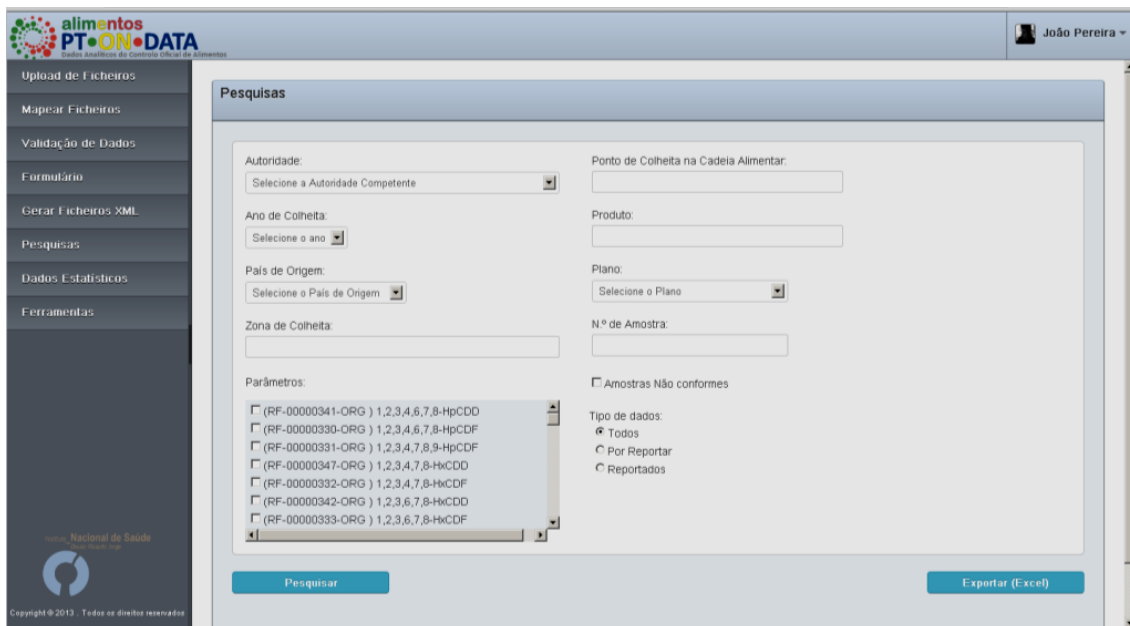 alimentos
PT•ON•DATA
Dados Analíticos do Controlo Oficial de Alimentos
João Pereira
Upload de Ficheiros
Mapear Ficheiros
Validação de Dados
Formulário
Gerar Ficheiros XML
Pesquisas
Dados Estatísticos
Ferramentas
Pesquisas
Autoridade:
Selecione a Autoridade Competente
Ano de Colheita:
Selecione o ano
País de Origem:
Selecione o País de Origem
Zona de Colheita:
Parâmetros:
(RF-00000341-ORG ) 1,2,3,4,6,7,8-HpCDD
(RF-00000330-ORG ) 1,2,3,4,6,7,8-HpCDF
(RF-00000331-ORG ) 1,2,3,4,7,8,9-HpCDF
(RF-00000347-ORG ) 1,2,3,4,7,8-HxCDD
(RF-00000332-ORG ) 1,2,3,4,7,8-HxCDF
(RF-00000342-ORG ) 1,2,3,6,7,8-HxCDD
(RF-00000333-ORG ) 1,2,3,6,7,8-HxCDF
Ponto de Colheita na Cadeia Alimentar:
Produto:
Plano:
Selecione o Plano
N.º de Amostra:
Amostras Não conformes
Tipo de dados:
Todos
Por Reportar
Reportados
Pesquisar
Exportar (Excel)
Nacional de Saúde
Copyright © 2013 . Todos os direitos reservados